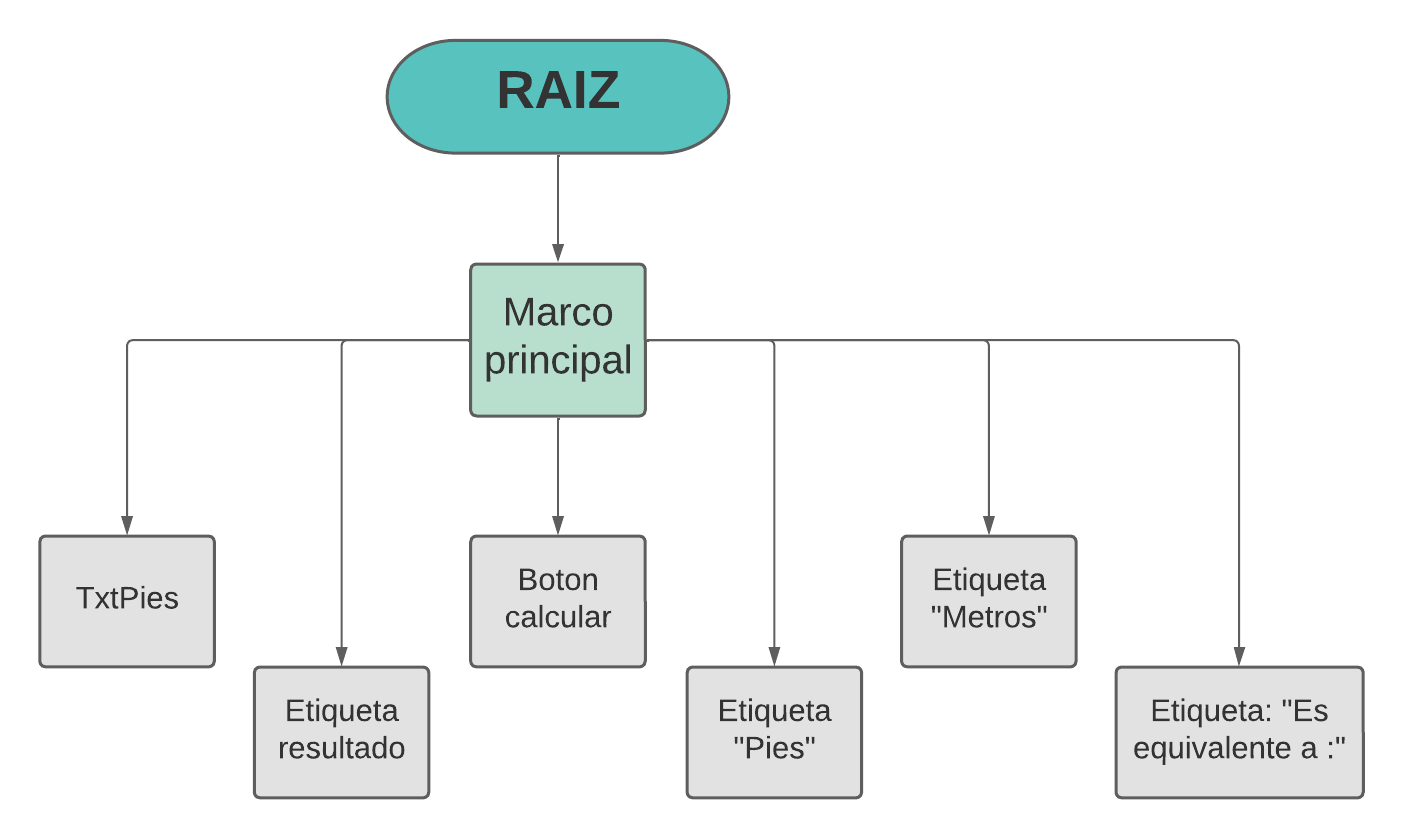 RAIZ
Marco
principal
TxtPies
Etiqueta
resultado
Boton
calcular
Etiqueta
"Pies"
Etiqueta
"Metros"
Etiqueta: "Es
equivalente a :"